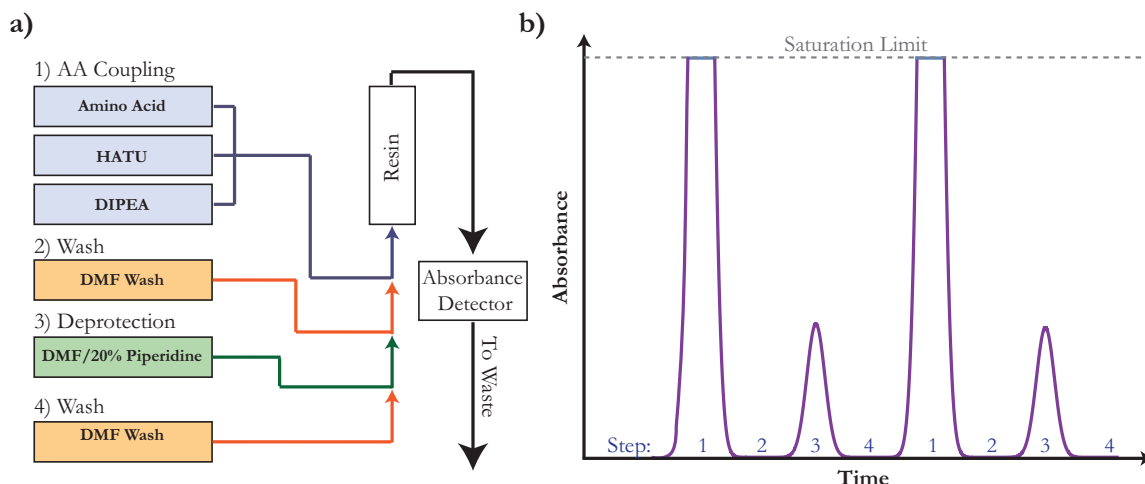 a)
1) AA Coupling
Amino Acid
HATU
DIPEA
2) Wash
DMF Wash
3) Deprotection
DMF/20% Piperidine
4) Wash
DMF Wash
Resin
Absorbance
Detector
To Waste
b)
Saturation Limit
Absorbance
Step: 1 2 3 4 1 2 3 4
Time